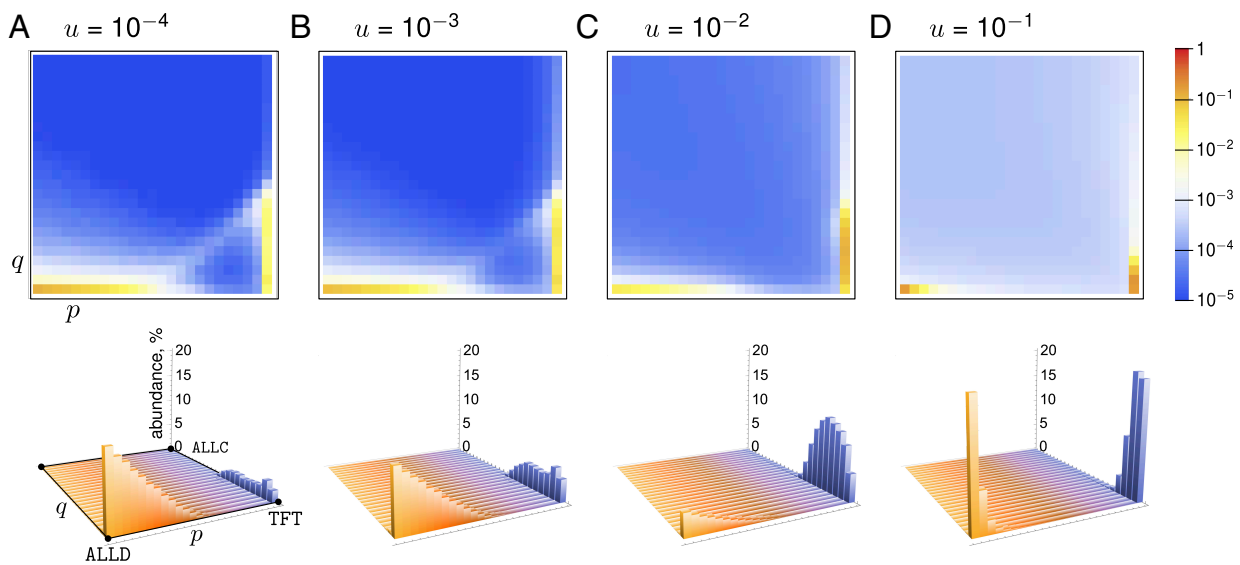 A u = 10⁻⁴
B u = 10⁻³
C u = 10⁻²
D u = 10⁻¹
q
p
1
10⁻¹
10⁻²
10⁻³
10⁻⁴
10⁻⁵
abundance, %
20
15
10
5
0
ALLC
q
p
TFT
ALLD
20
15
10
5
0
20
15
10
5
0
20
15
10
5
0